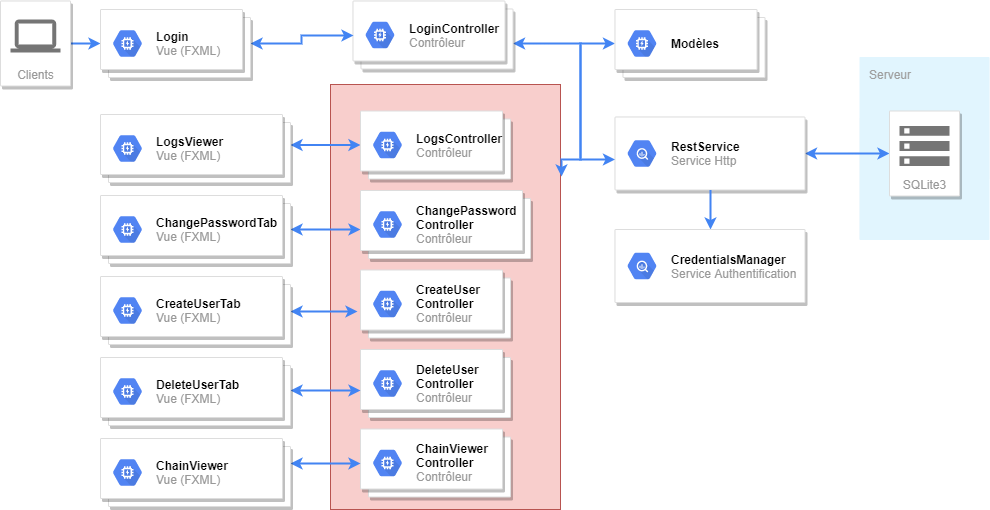 Clients
Login
Vue (FXML)
LoginController
Contrôleur
Modèles
Serveur
LogsViewer
Vue (FXML)
LogsController
Contrôleur
RestService
Service Http
SQLite3
ChangePasswordTab
Vue (FXML)
ChangePassword
Controller
Contrôleur
CredentialsManager
Service Authentification
CreateUserTab
Vue (FXML)
CreateUser
Controller
Contrôleur
DeleteUserTab
Vue (FXML)
DeleteUser
Controller
Contrôleur
ChainViewer
Vue (FXML)
ChainViewer
Controller
Contrôleur